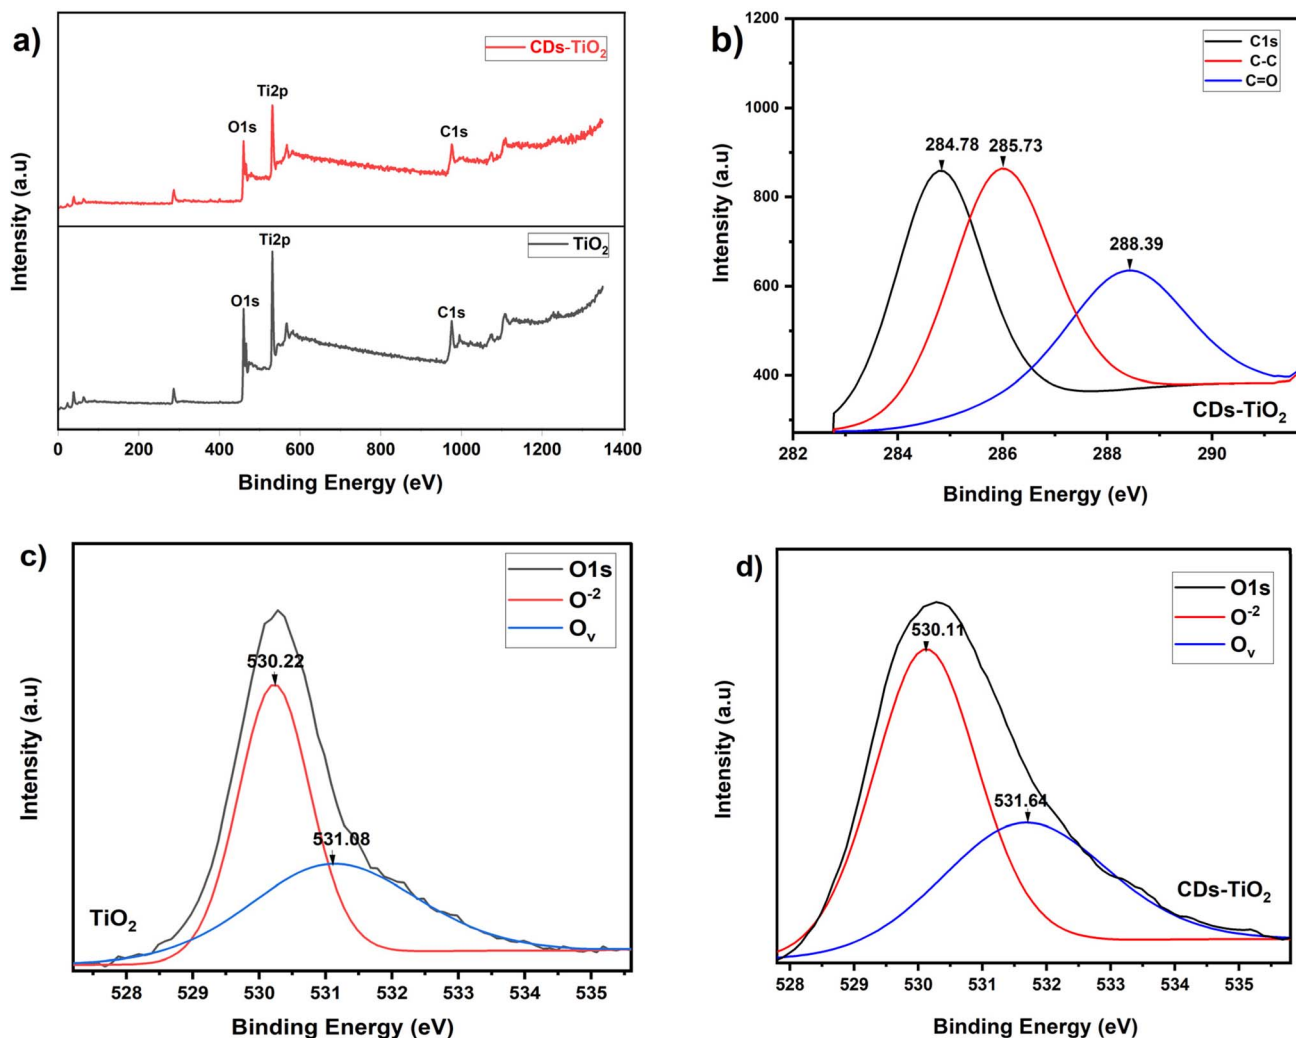 a)
CDs-TiO₂
Ti2p
O1s
C1s
TiO₂
Ti2p
O1s
C1s
Intensity (a.u)
0 200 400 600 800 1000 1200 1400
Binding Energy (eV)
b)
C1s
C-C
C=O
284.78 285.73
288.39
CDs-TiO₂
1200
1000
800
600
400
Intensity (a.u)
282 284 286 288 290
Binding Energy (eV)
c)
O1s
O⁻²
Oᵥ
530.22
531.08
TiO₂
Intensity (a.u)
528 529 530 531 532 533 534 535
Binding Energy (eV)
d)
O1s
O⁻²
Oᵥ
530.11
531.64
CDs-TiO₂
Intensity (a.u)
528 529 530 531 532 533 534 535
Binding Energy (eV)